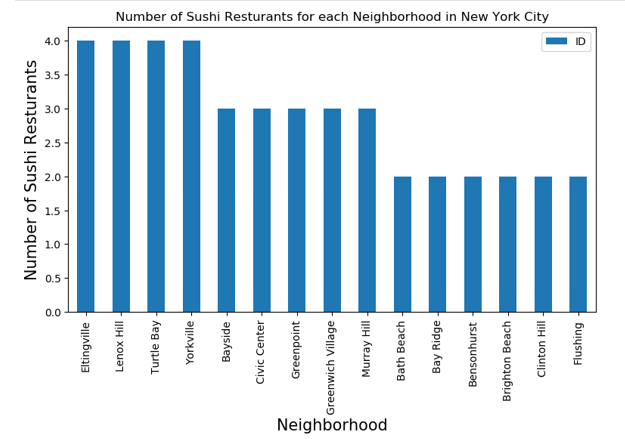 Number of Sushi Resturants for each Neighborhood in New York City
ID
Number of Sushi Resturants
4.0
3.5
3.0
2.5
2.0
1.5
1.0
0.5
0.0
Eltingville
Lenox Hill
Turtle Bay
Yorkville
Bayside
Civic Center
Greenpoint
Greenwich Village
Murray Hill
Bath Beach
Bay Ridge
Bensonhurst
Brighton Beach
Clinton Hill
Flushing
Neighborhood